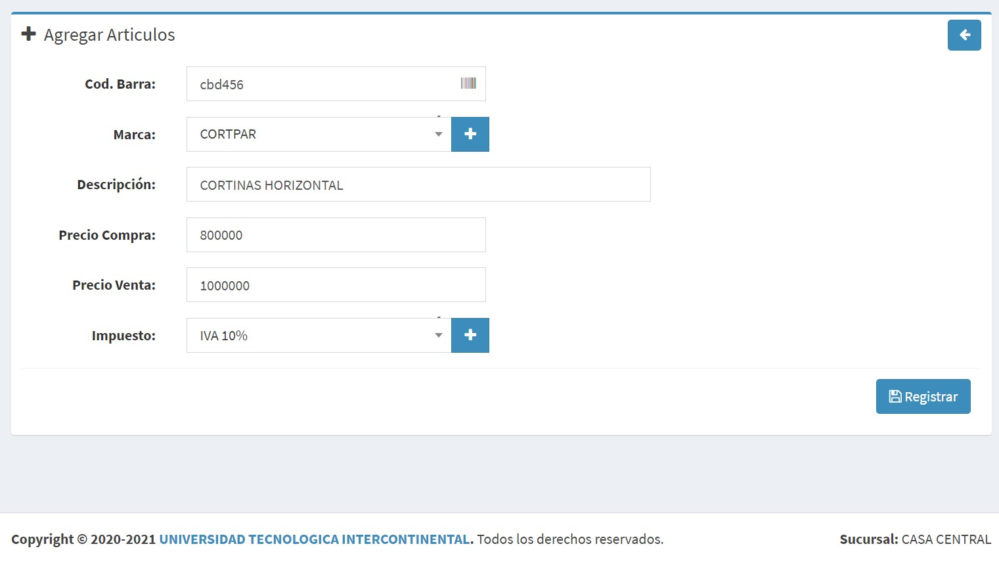 Agregar Articulos
Cod. Barra: cbd456
Marca: CORTPAR
Descripción: CORTINAS HORIZONTAL
Precio Compra: 800000
Precio Venta: 1000000
Impuesto: IVA 10%
Registrar
Copyright © 2020-2021 UNIVERSIDAD TECNOLOGICA INTERCONTINENTAL. Todos los derechos reservados. Sucursal: CASA CENTRAL